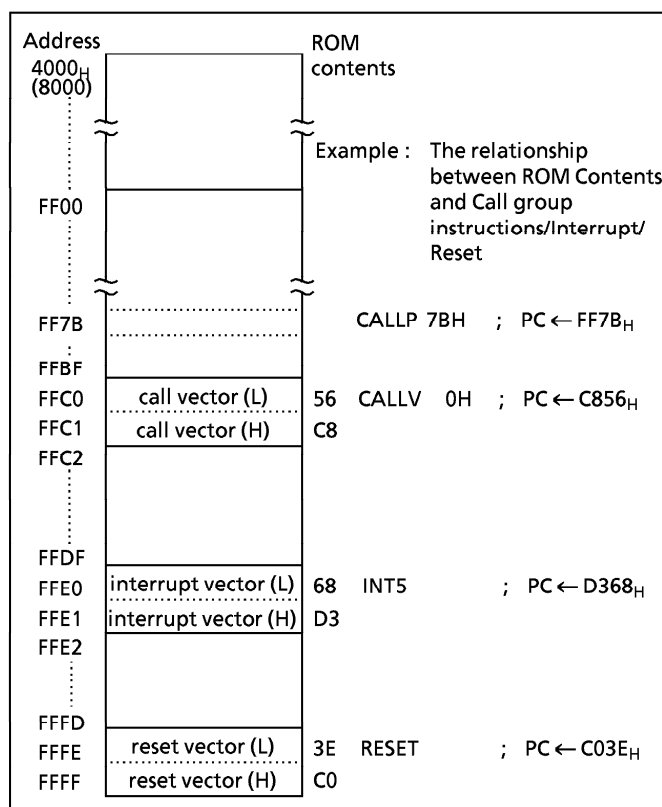 Address ROM
4000H contents
(8000)
Example : The relationship
between ROM Contents
FF00 and Call group
instructions/Interrupt/
Reset
FF7B CALLP 7BH ; PC ← FF7BH
FFBF
FFC0 call vector (L) 56 CALLV 0H ; PC ← C856H
FFC1 call vector (H) C8
FFC2
FFDF
FFE0 interrupt vector (L) 68 INT5 ; PC ← D368H
FFE1 interrupt vector (H) D3
FFE2
FFFD
FFFE reset vector (L) 3E RESET ; PC ← C03EH
FFFF reset vector (H) C0